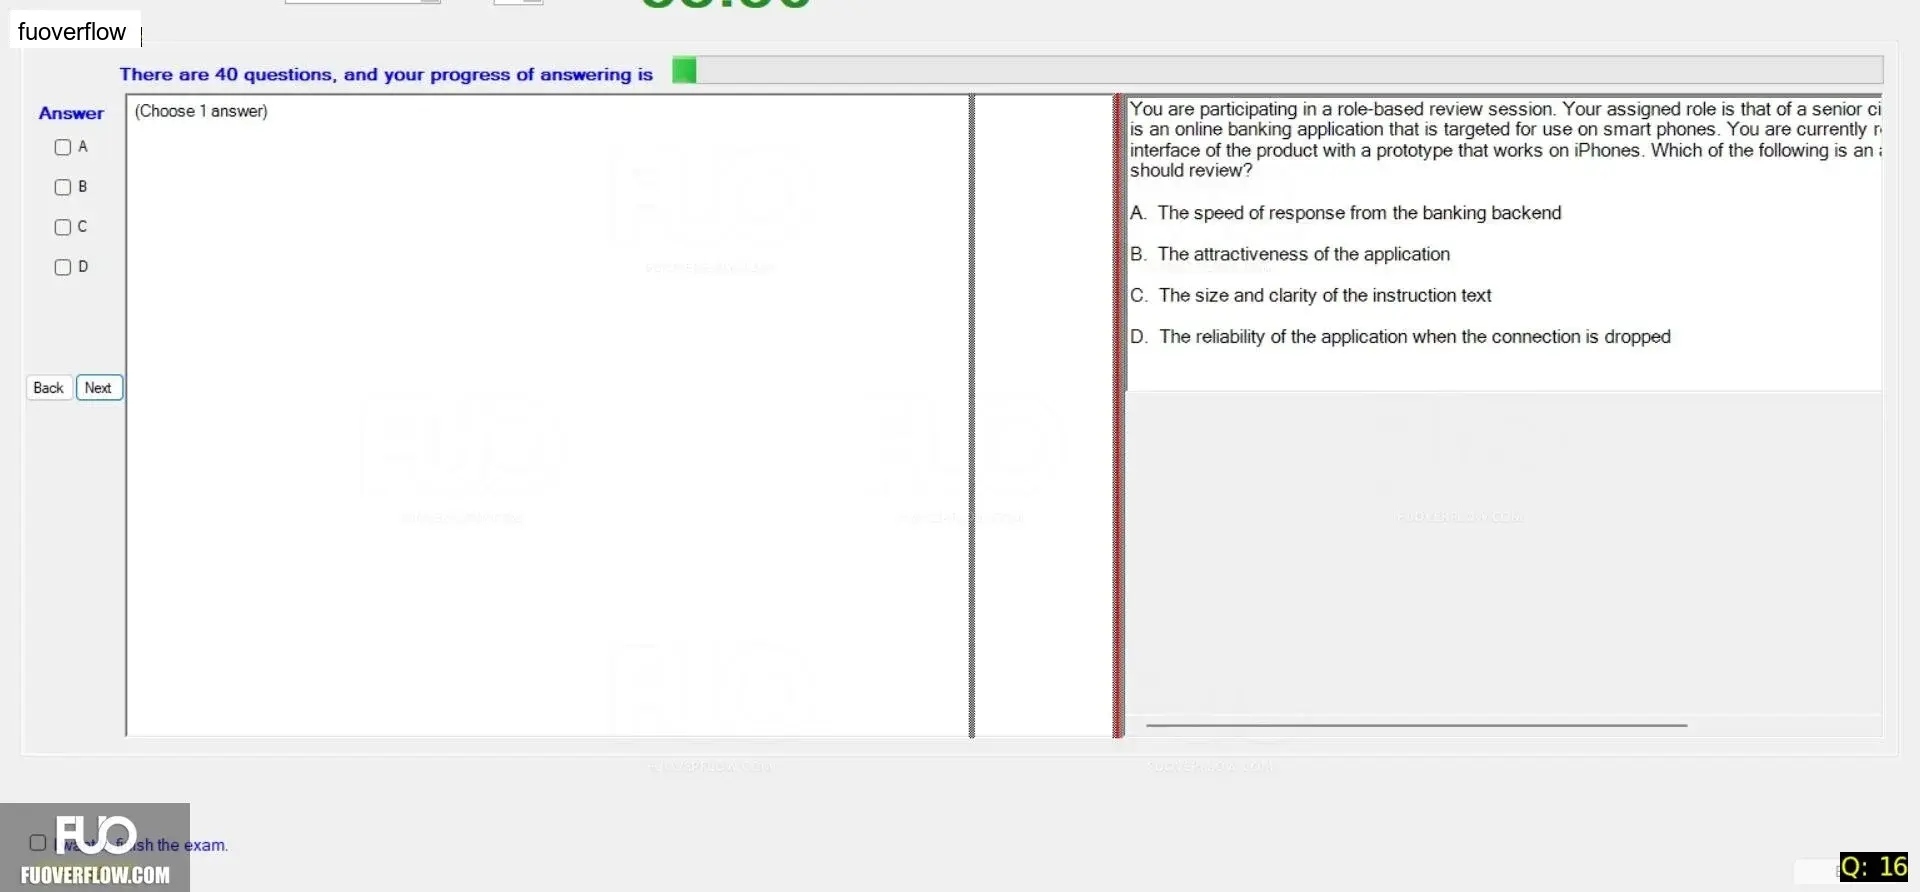 fuoverflow
There are 40 questions, and your progress of answering is
Answer
(Choose 1 answer)
A
B
C
D
Back
Next
You are participating in a role-based review session. Your assigned role is that of a senior ci
is an online banking application that is targeted for use on smart phones. You are currently r
interface of the product with a prototype that works on iPhones. Which of the following is an
should review?
A. The speed of response from the banking backend
B. The attractiveness of the application
C. The size and clarity of the instruction text
D. The reliability of the application when the connection is dropped
FUOVERFLOW.COM
I want to finish the exam.
FUO
FUOVERFLOW.COM
Q: 16